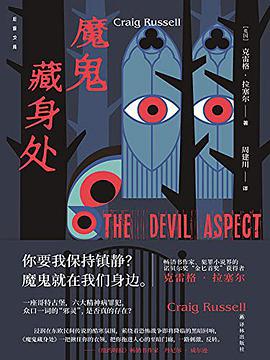 Craig Russell
魔鬼
藏身处
[英国] 克雷格·拉塞尔 著
周建川 译
THE DEVIL ASPECT
你要我保持镇静?
魔鬼就在我们身边。
一座哥特古堡,六大精神病罪犯,
众口一词的“邪灵”,是否真的存在?
畅销书作家、犯罪小说界的
诺贝尔奖“金匕首奖”获得者
克雷格·拉塞尔
Craig Russell
译林出版社